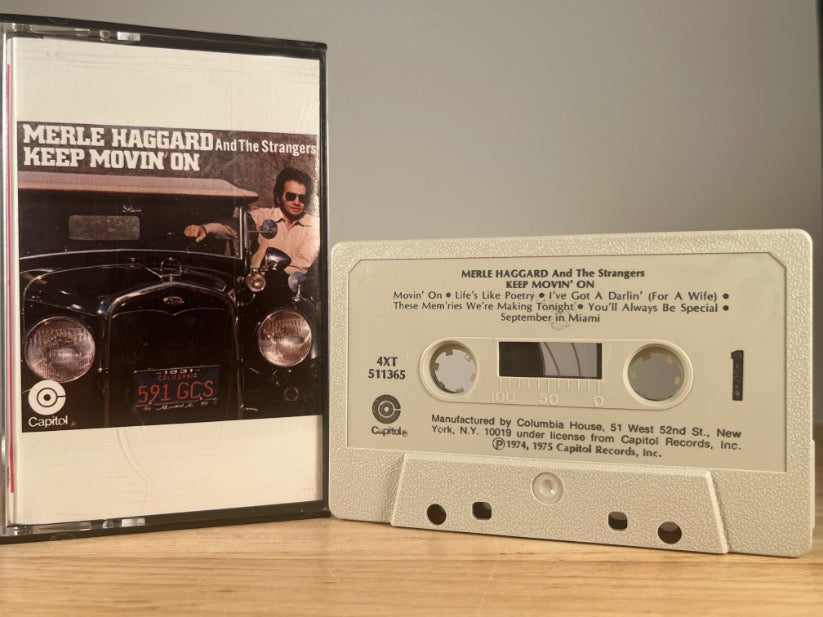 MERLE HAGGARD And The Strangers
KEEP MOVIN' ON
1931
CALIFORNIA
591 GCS
Capitol
MERLE HAGGARD And The Strangers
KEEP MOVIN' ON
Movin' On • Life's Like Poetry • I've Got A Darlin' (For A Wife) •
These Mem'ries We're Making Tonight • You'll Always Be Special •
September in Miami
4XT
511365
1
100 50 0
Capitol®
Manufactured by Columbia House, 51 West 52nd St., New
York, N.Y. 10019 under license from Capitol Records, Inc.
℗1974, 1975 Capitol Records, Inc.